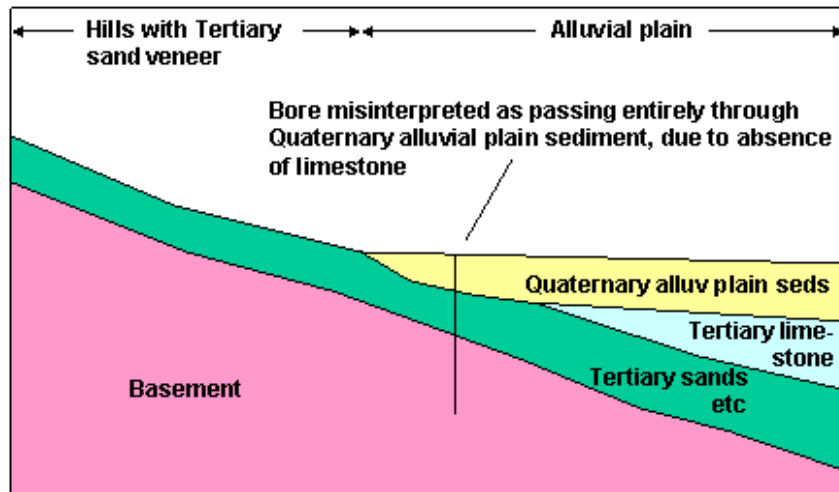 Hills with Tertiary
sand veneer
Alluvial plain
Bore misinterpreted as passing entirely through
Quaternary alluvial plain sediment, due to absence
of limestone
Quaternary alluv plain seds
Tertiary lime-
stone
Tertiary sands
etc
Basement